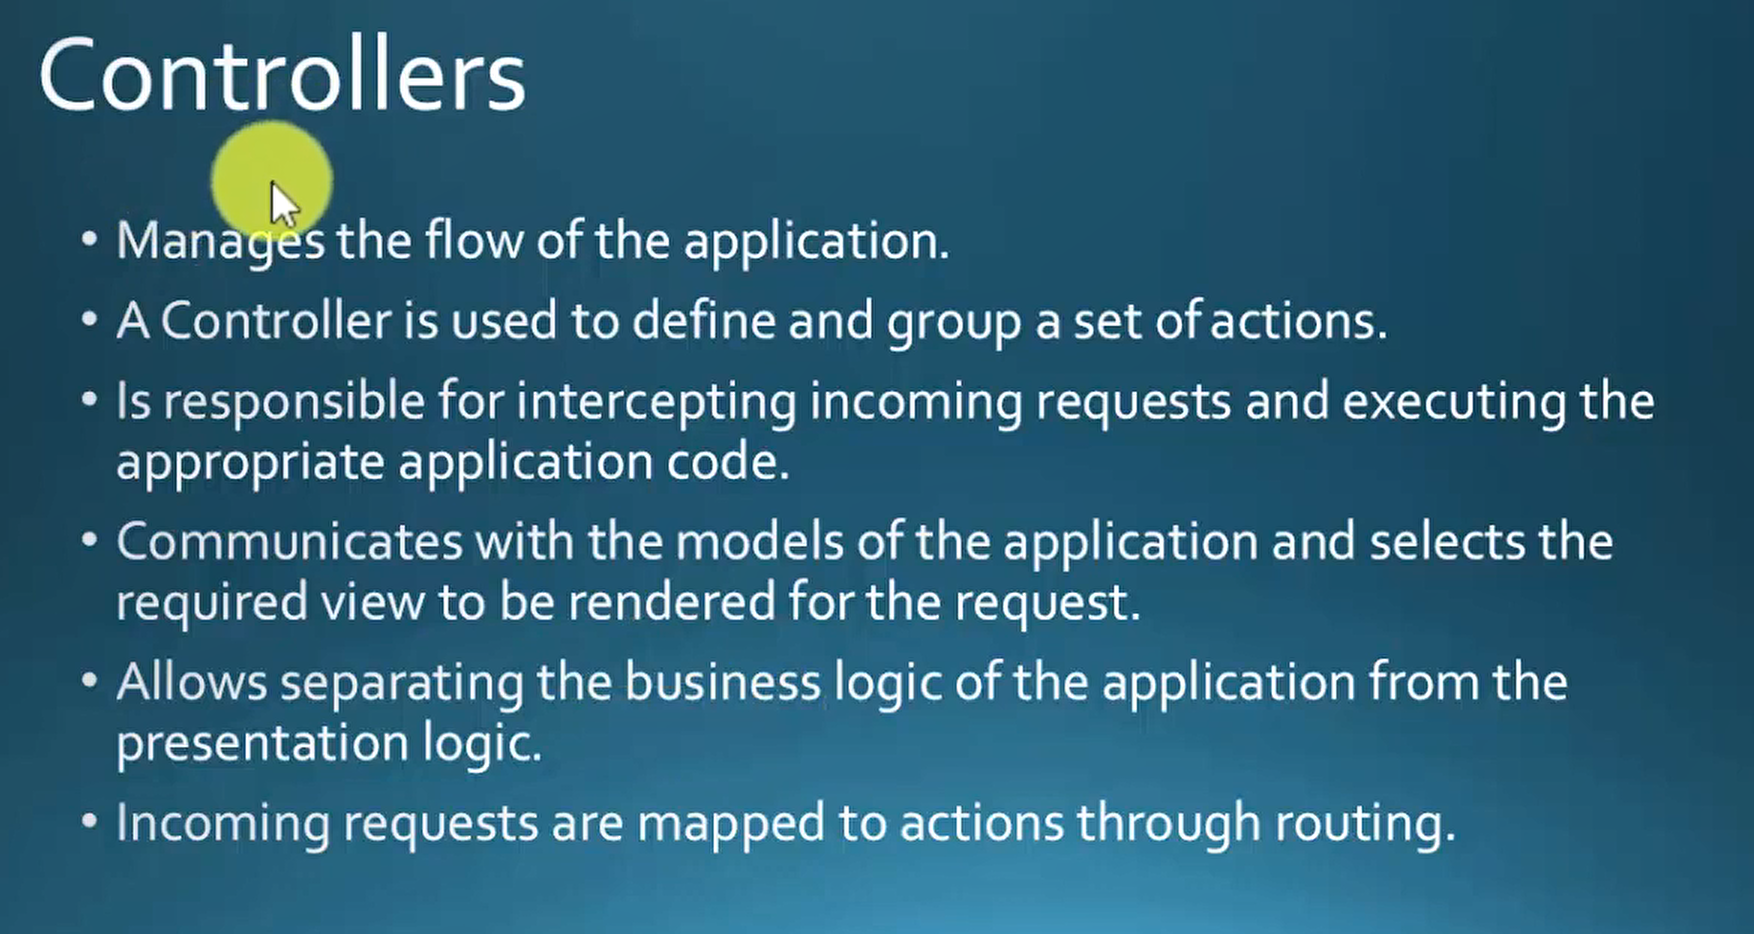 Controllers
• Manages the flow of the application.
• A Controller is used to define and group a set of actions.
• Is responsible for intercepting incoming requests and executing the
appropriate application code.
• Communicates with the models of the application and selects the
required view to be rendered for the request.
• Allows separating the business logic of the application from the
presentation logic.
• Incoming requests are mapped to actions through routing.